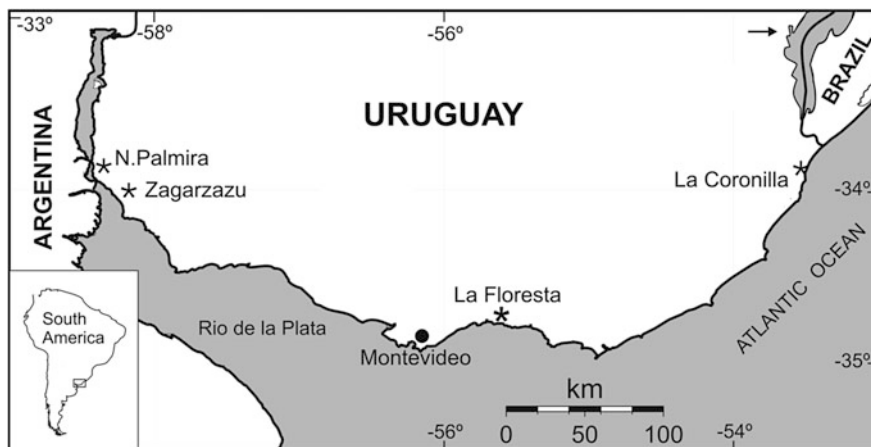 -33º
-58º
-56º
BRAZIL
URUGUAY
ARGENTINA
N.Palmira
Zagarzazu
La Coronilla
-34º
ATLANTIC OCEAN
La Floresta
South
America
Rio de la Plata
Montevideo
-35º
km
-56º
0 50 100
-54º